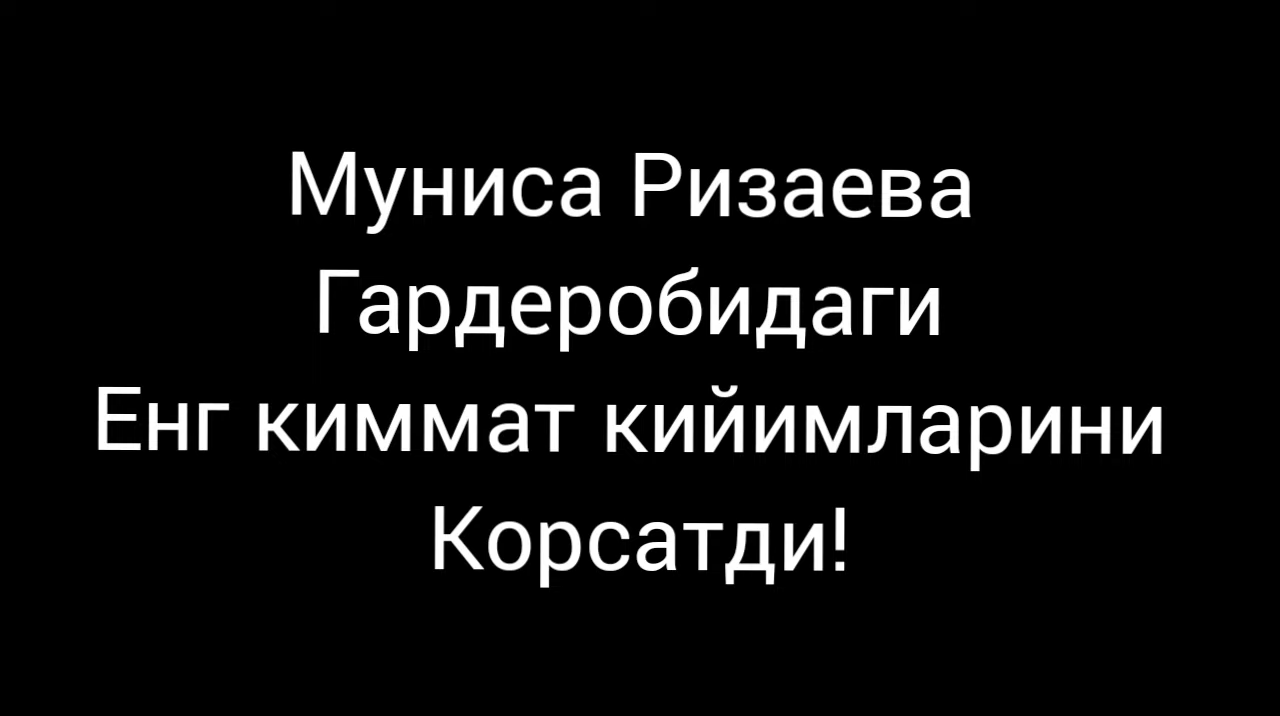 Муниса Ризаева
Гардеробидаги
Енг киммат кийимларини
Корсатди!